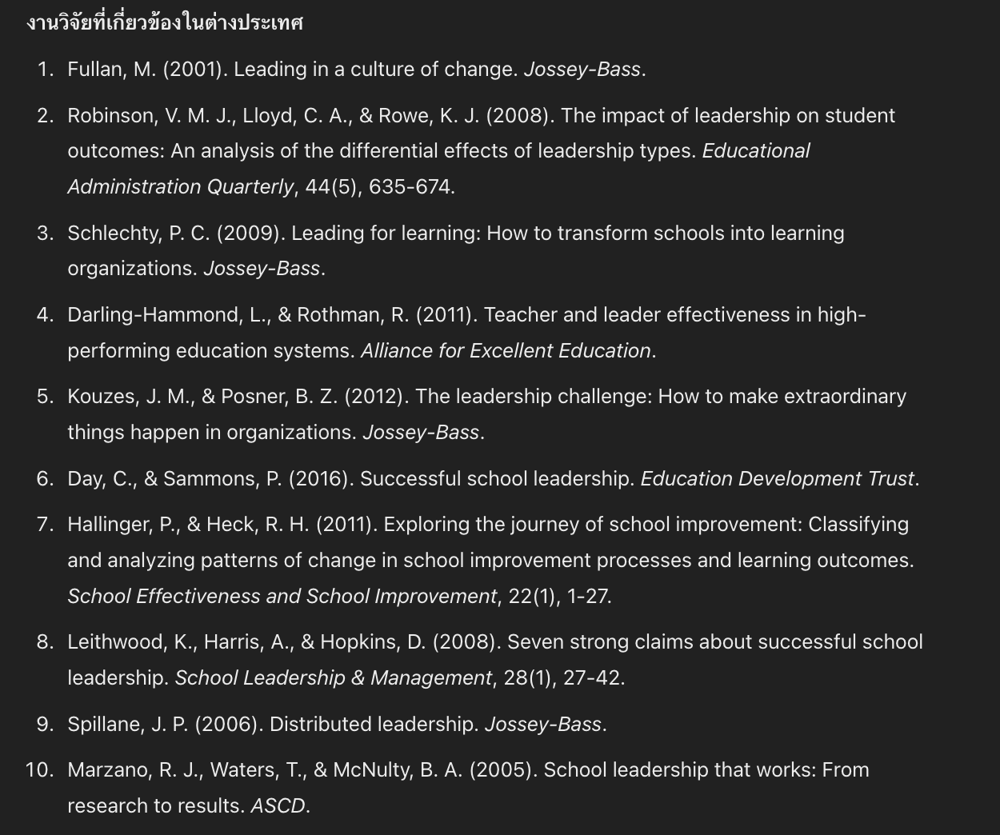 งานวิจัยที่เกี่ยวข้องในต่างประเทศ
1. Fullan, M. (2001). Leading in a culture of change. Jossey-Bass.
2. Robinson, V. M. J., Lloyd, C. A., & Rowe, K. J. (2008). The impact of leadership on student
outcomes: An analysis of the differential effects of leadership types. Educational
Administration Quarterly, 44(5), 635-674.
3. Schlechty, P. C. (2009). Leading for learning: How to transform schools into learning
organizations. Jossey-Bass.
4. Darling-Hammond, L., & Rothman, R. (2011). Teacher and leader effectiveness in high-
performing education systems. Alliance for Excellent Education.
5. Kouzes, J. M., & Posner, B. Z. (2012). The leadership challenge: How to make extraordinary
things happen in organizations. Jossey-Bass.
6. Day, C., & Sammons, P. (2016). Successful school leadership. Education Development Trust.
7. Hallinger, P., & Heck, R. H. (2011). Exploring the journey of school improvement: Classifying
and analyzing patterns of change in school improvement processes and learning outcomes.
School Effectiveness and School Improvement, 22(1), 1-27.
8. Leithwood, K., Harris, A., & Hopkins, D. (2008). Seven strong claims about successful school
leadership. School Leadership & Management, 28(1), 27-42.
9. Spillane, J. P. (2006). Distributed leadership. Jossey-Bass.
10. Marzano, R. J., Waters, T., & McNulty, B. A. (2005). School leadership that works: From
research to results. ASCD.